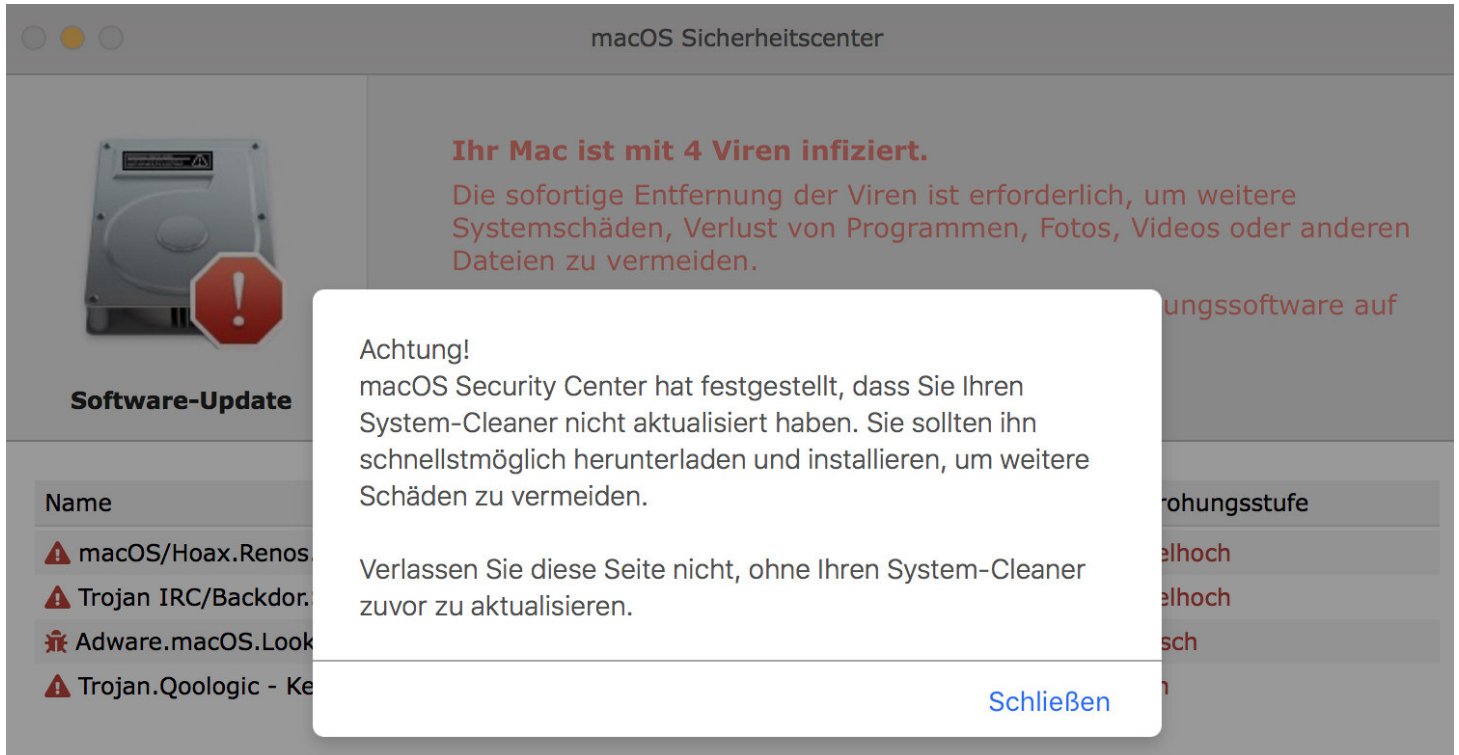 macOS Sicherheitscenter
Ihr Mac ist mit 4 Viren infiziert.
Die sofortige Entfernung der Viren ist erforderlich, um weitere
Systemschäden, Verlust von Programmen, Fotos, Videos oder anderen
Dateien zu vermeiden.
ungssoftware auf
Software-Update
Achtung!
macOS Security Center hat festgestellt, dass Sie Ihren
System-Cleaner nicht aktualisiert haben. Sie sollten ihn
schnellstmöglich herunterladen und installieren, um weitere
Schäden zu vermeiden.
Verlassen Sie diese Seite nicht, ohne Ihren System-Cleaner
zuvor zu aktualisieren.
Schließen
Name
rohungsstufe
macOS/Hoax.Renos.
elhoch
Trojan IRC/Backdor.
elhoch
Adware.macOS.Look
sch
Trojan.Qoologic - Ke